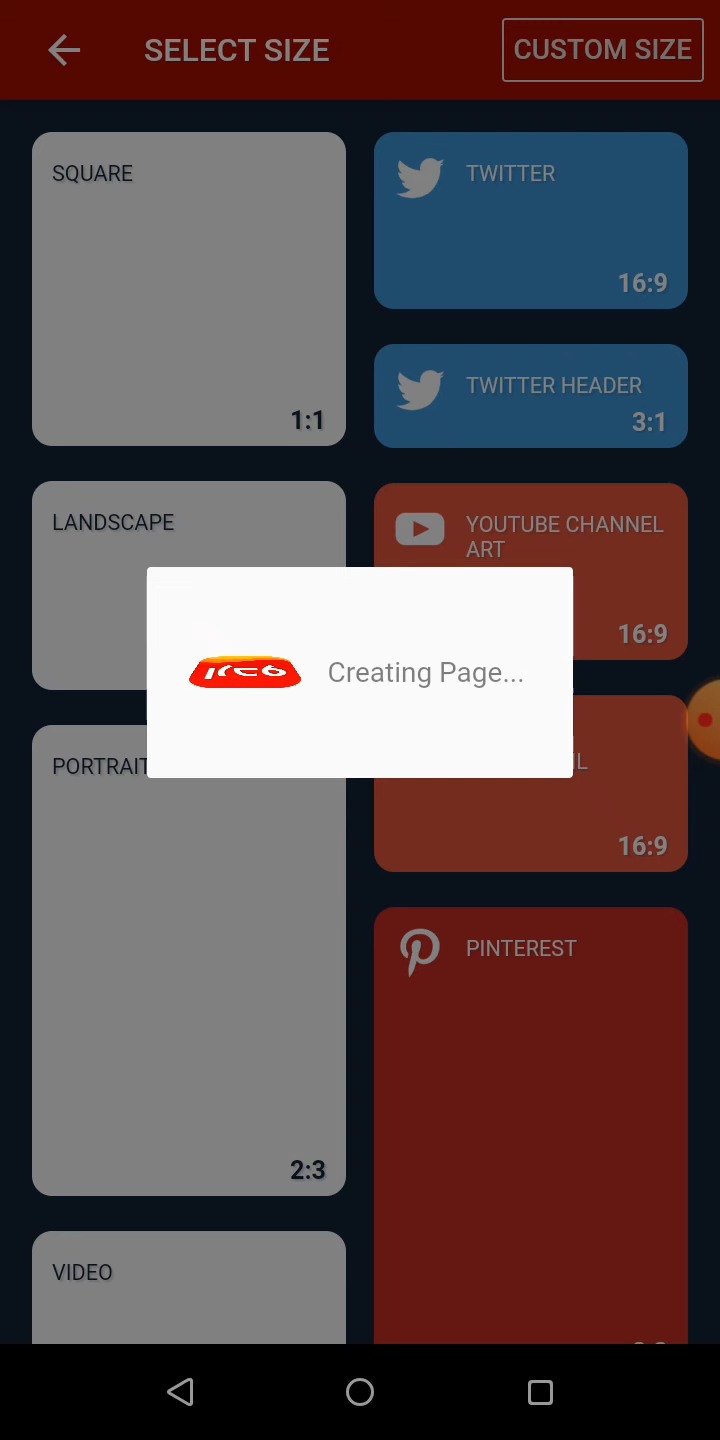 SELECT SIZE
CUSTOM SIZE
SQUARE
1:1
TWITTER
16:9
TWITTER HEADER
3:1
LANDSCAPE
YOUTUBE CHANNEL
ART
16:9
Creating Page...
16:9
PORTRAIT
2:3
PINTEREST
VIDEO